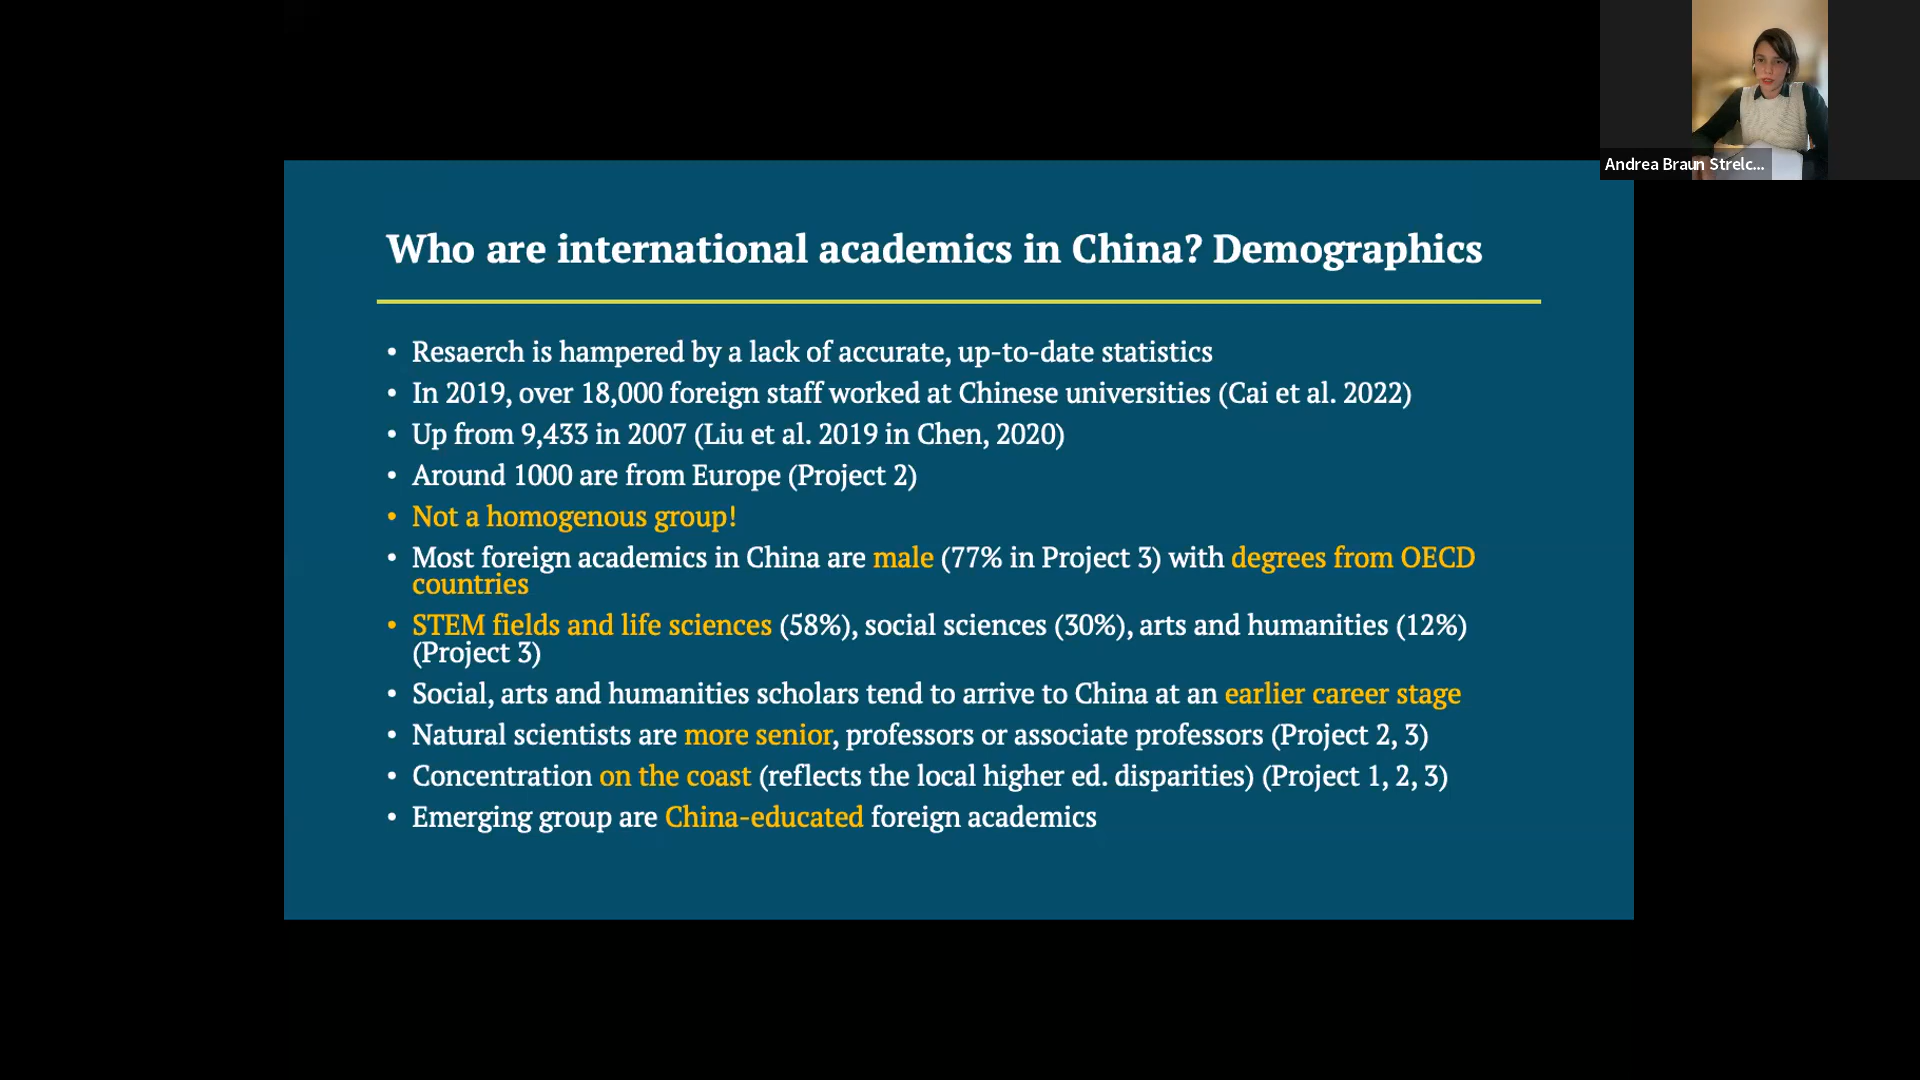 Andrea Braun Strelc...
Who are international academics in China? Demographics
• Resaerch is hampered by a lack of accurate, up-to-date statistics
• In 2019, over 18,000 foreign staff worked at Chinese universities (Cai et al. 2022)
• Up from 9,433 in 2007 (Liu et al. 2019 in Chen, 2020)
• Around 1000 are from Europe (Project 2)
• Not a homogenous group!
• Most foreign academics in China are male (77% in Project 3) with degrees from OECD
countries
• STEM fields and life sciences (58%), social sciences (30%), arts and humanities (12%)
(Project 3)
• Social, arts and humanities scholars tend to arrive to China at an earlier career stage
• Natural scientists are more senior, professors or associate professors (Project 2, 3)
• Concentration on the coast (reflects the local higher ed. disparities) (Project 1, 2, 3)
• Emerging group are China-educated foreign academics